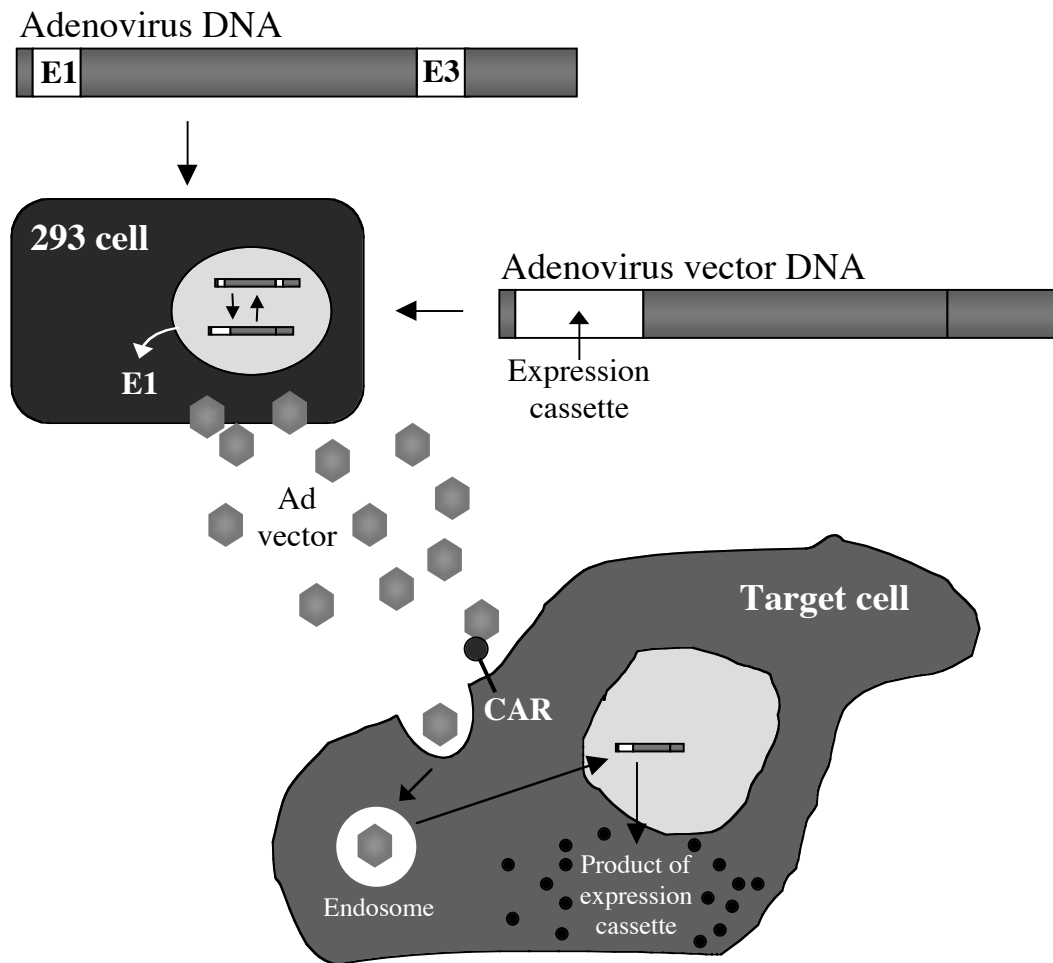 Adenovirus DNA
E1
E3
293 cell
E1
Adenovirus vector DNA
Expression
cassette
Ad
vector
Target cell
CAR
Endosome
Product of
expression
cassette